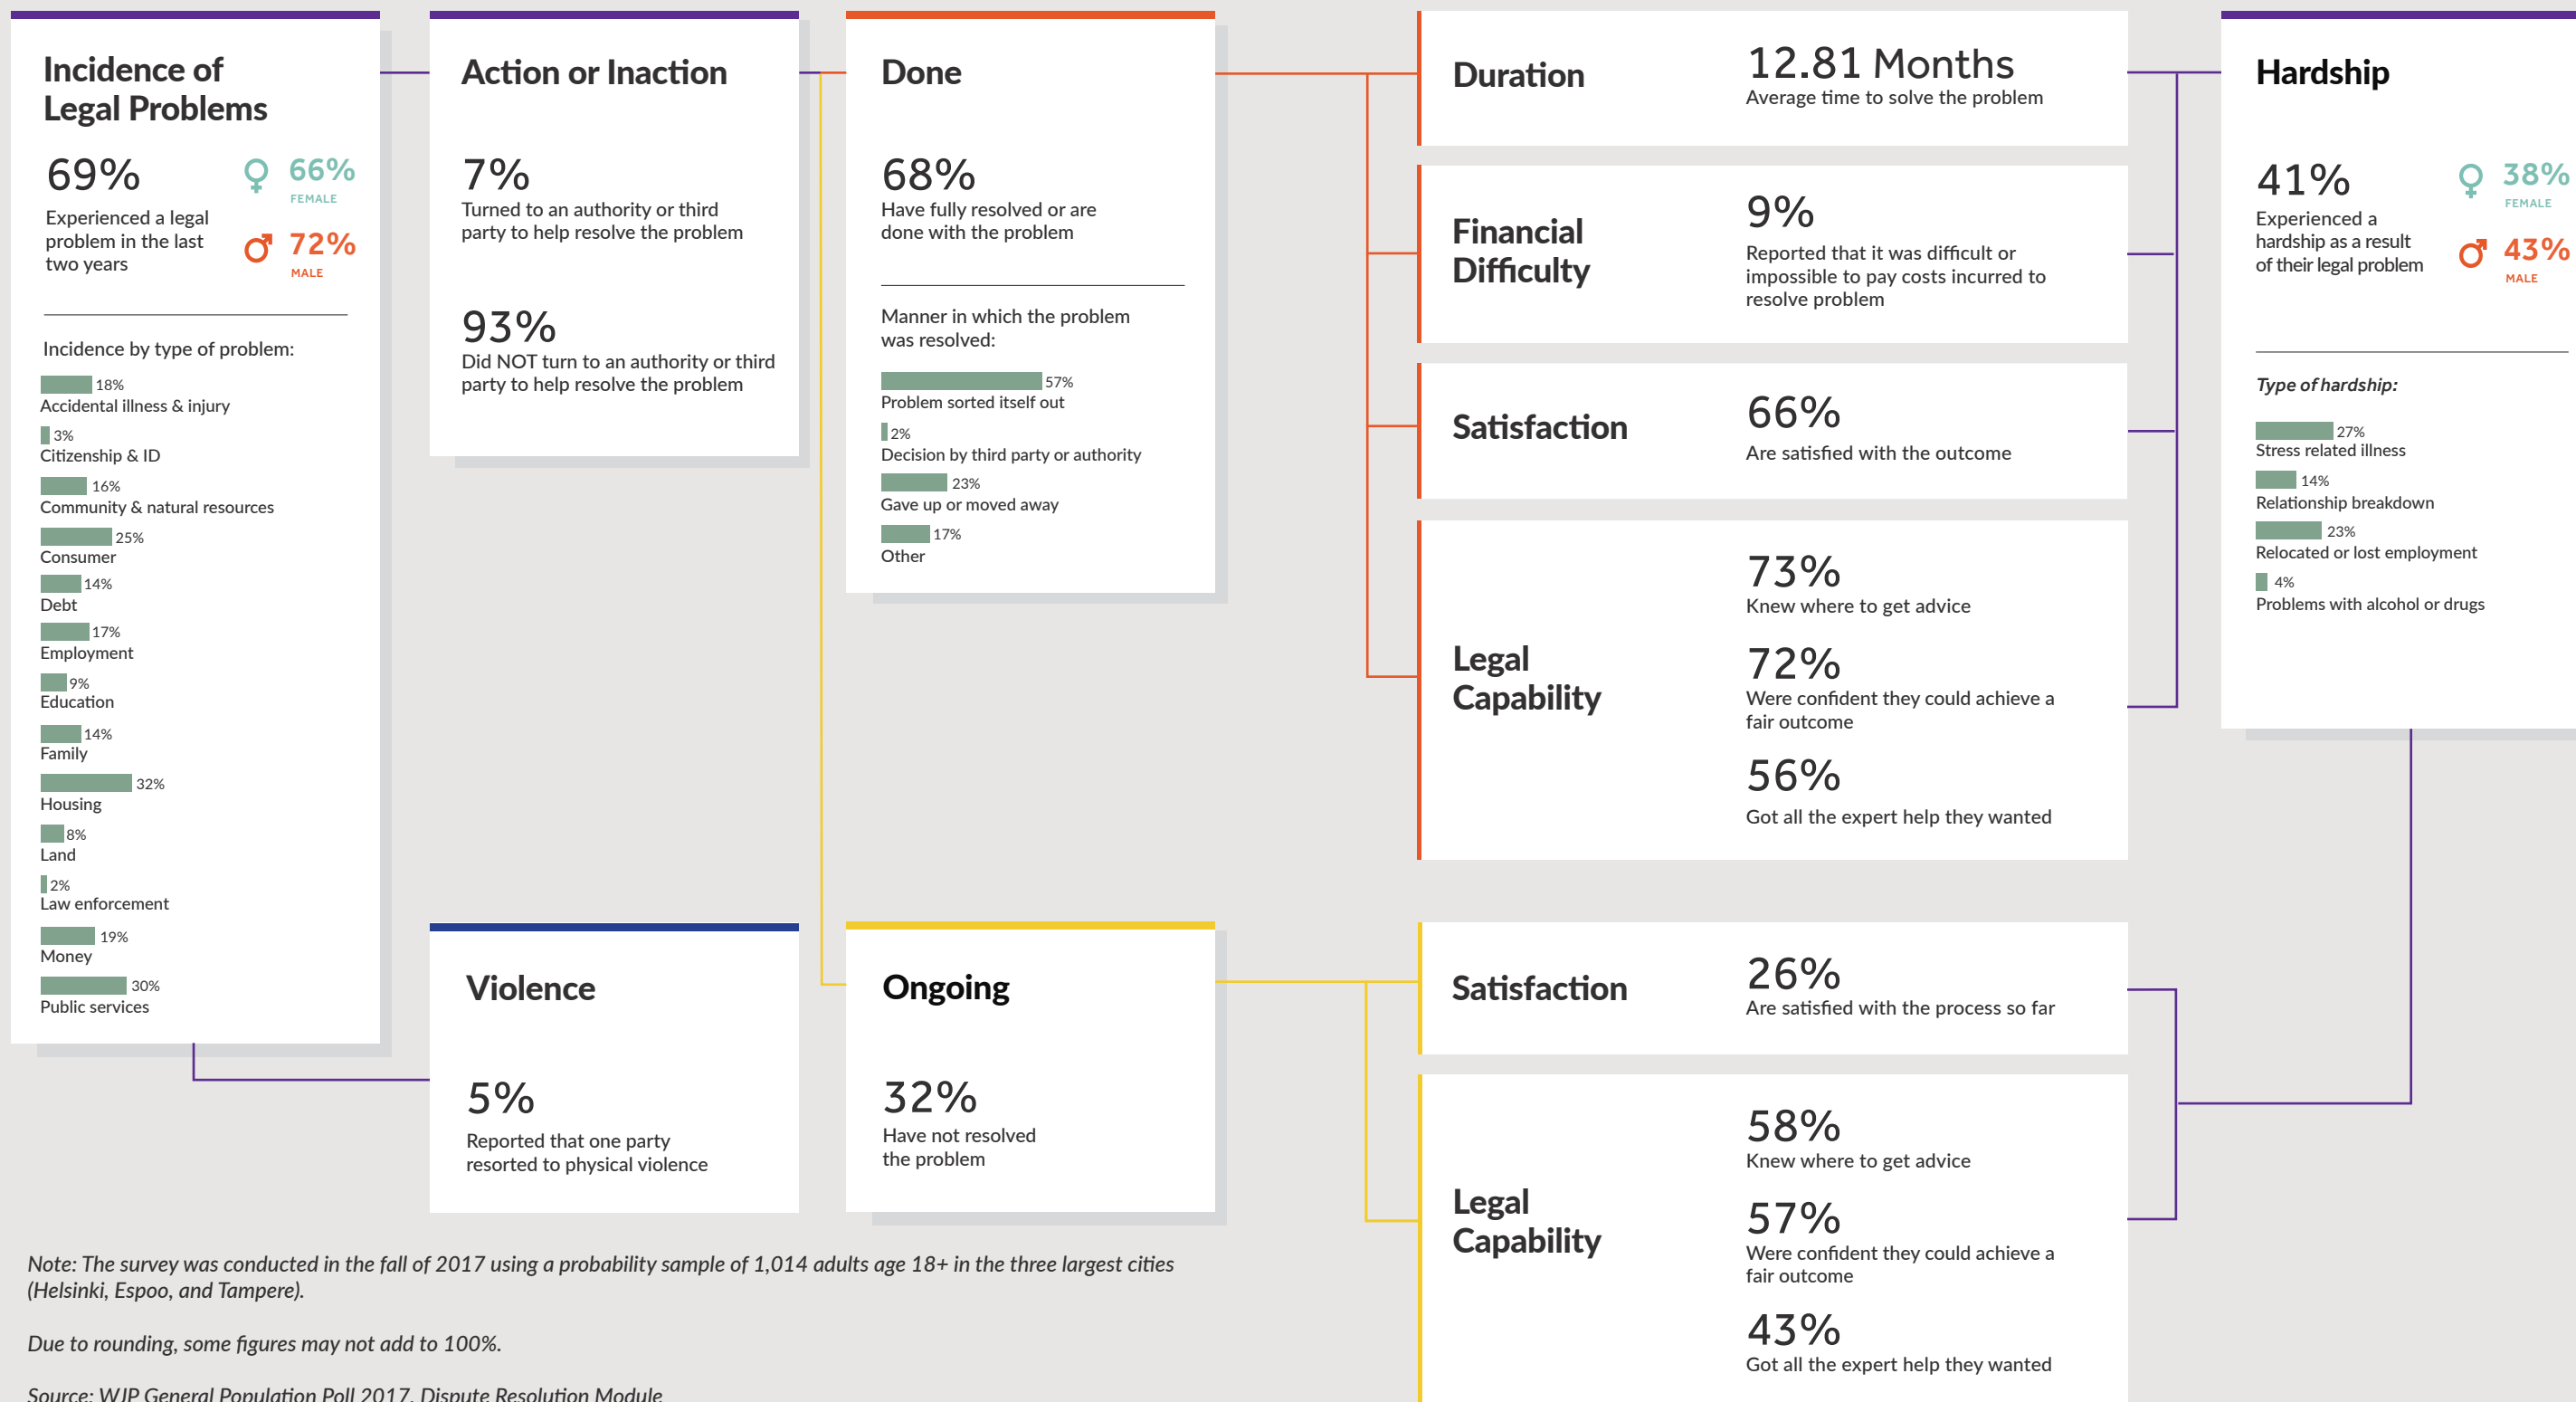 Incidence of
Legal Problems
69%
Experienced a legal
problem in the last
two years
66%
FEMALE
72%
MALE
Incidence by type of problem:
18%
Accidental illness & injury
3%
Citizenship & ID
16%
Community & natural resources
25%
Consumer
14%
Debt
17%
Employment
9%
Education
14%
Family
32%
Housing
8%
Land
2%
Law enforcement
19%
Money
30%
Public services
Action or Inaction
7%
Turned to an authority or third
party to help resolve the problem
93%
Did NOT turn to an authority or third
party to help resolve the problem
Violence
5%
Reported that one party
resorted to physical violence
Done
68%
Have fully resolved or are
done with the problem
Manner in which the problem
was resolved:
57%
Problem sorted itself out
2%
Decision by third party or authority
23%
Gave up or moved away
17%
Other
Ongoing
32%
Have not resolved
the problem
Duration
12.81 Months
Average time to solve the problem
Financial
Difficulty
9%
Reported that it was difficult or
impossible to pay costs incurred to
resolve problem
Satisfaction
66%
Are satisfied with the outcome
Legal
Capability
73%
Knew where to get advice
72%
Were confident they could achieve a
fair outcome
56%
Got all the expert help they wanted
Satisfaction
26%
Are satisfied with the process so far
Legal
Capability
58%
Knew where to get advice
57%
Were confident they could achieve a
fair outcome
43%
Got all the expert help they wanted
Hardship
41%
Experienced a
hardship as a result
of their legal problem
38%
FEMALE
43%
MALE
Type of hardship:
27%
Stress related illness
14%
Relationship breakdown
23%
Relocated or lost employment
4%
Problems with alcohol or drugs
Note: The survey was conducted in the fall of 2017 using a probability sample of 1,014 adults age 18+ in the three largest cities
(Helsinki, Espoo, and Tampere).
Due to rounding, some figures may not add to 100%.
Source: WJP General Population Poll 2017, Dispute Resolution Module